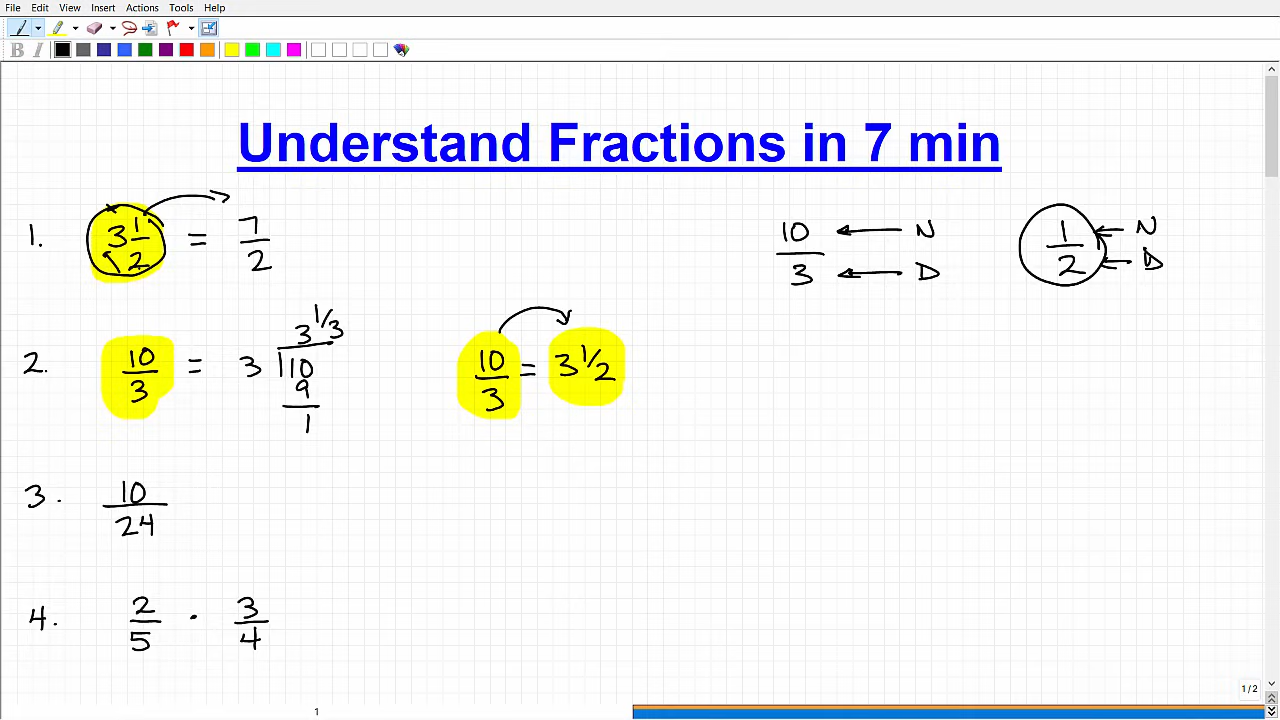 File Edit View Insert Actions Tools Help
B I
Understand Fractions in 7 min
1. 3 1/2 = 7/2
10/3 ← N
← D
1/2 ← N
← D
2. 10/3 = 3 1/3
3 10
9
1
10/3 = 3 1/2
3. 10/24
4. 2/5 · 3/4
1/2
1